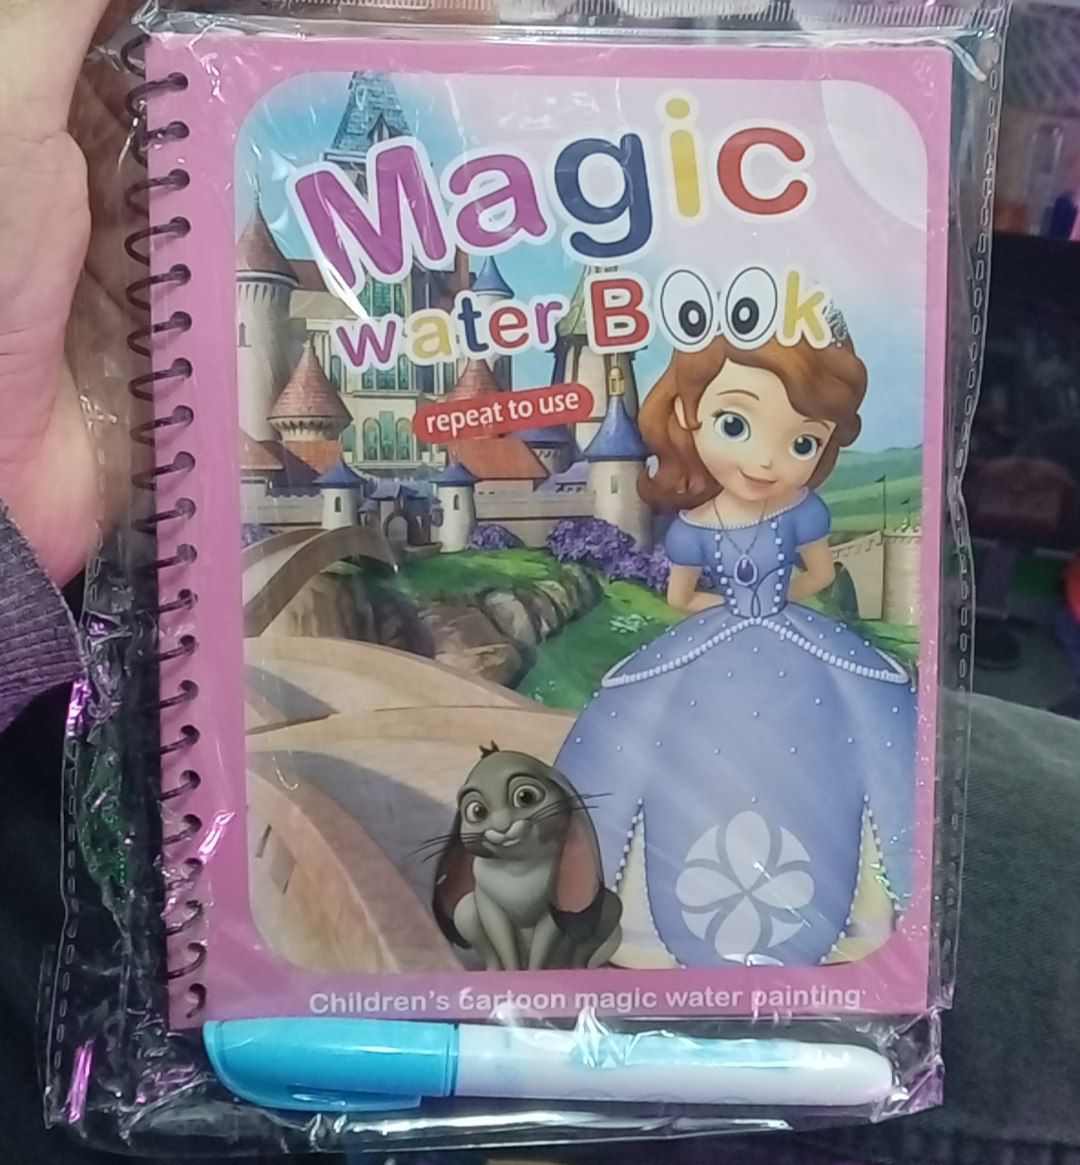 Magic
water Book
repeat to use
Children's cartoon magic water painting